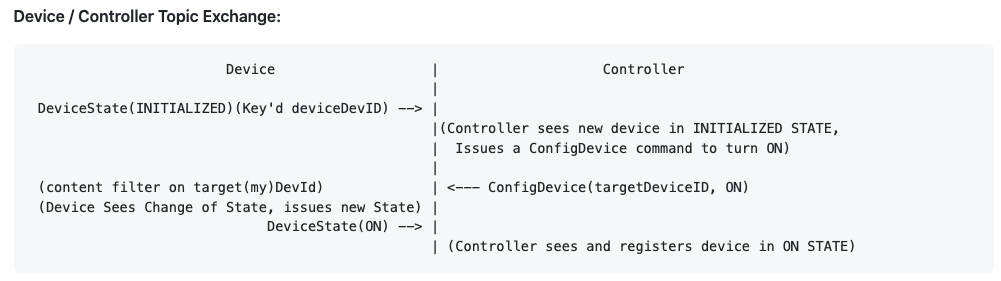 Device / Controller Topic Exchange:
Device | Controller
|
DeviceState(INITIALIZED)(Key'd deviceDevID) --> |
|(Controller sees new device in INITIALIZED STATE,
| Issues a ConfigDevice command to turn ON)
|
(content filter on target(my)DevId) | <--- ConfigDevice(targetDeviceID, ON)
(Device Sees Change of State, issues new State) |
DeviceState(ON) --> |
| (Controller sees and registers device in ON STATE)